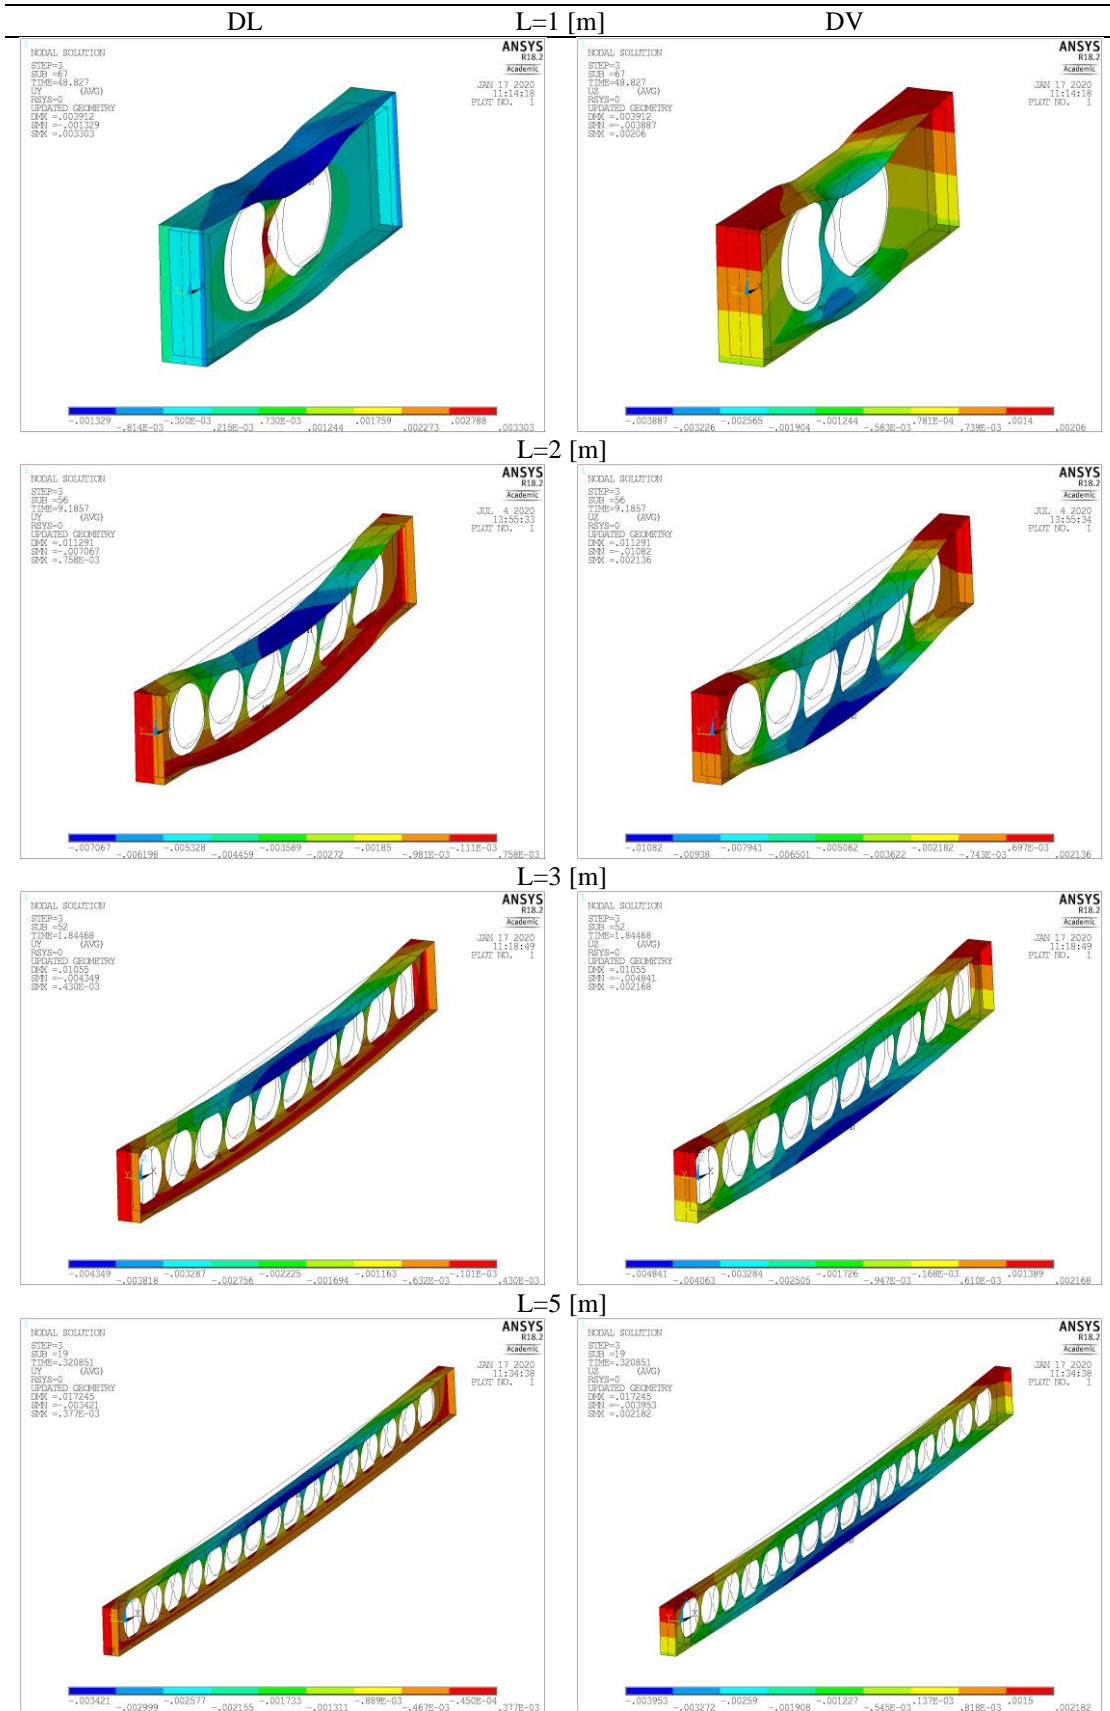 DL L=1 [m] DV
1
NODAL SOLUTION
STEP=3
SUB =67
TIME=48.827
UY (AVG)
RSYS=0
UPDATED GEOMETRY
DMX =.003912
SMN =-.001329
SMX =.003303
ANSYS
R18.2
Academic
JAN 17 2020
11:14:18
PLOT NO. 1
-.001329 -.300E-03 .730E-03 .001759 .002788
-.814E-03 .215E-03 .001244 .002273 .003303
NODAL SOLUTION
STEP=3
SUB =67
TIME=48.827
UZ (AVG)
RSYS=0
UPDATED GEOMETRY
DMX =.003912
SMN =-.003887
SMX =.00206
ANSYS
R18.2
Academic
JAN 17 2020
11:14:18
PLOT NO. 1
-.003887 -.002565 -.001244 .781E-04 .0014
-.003226 -.001904 -.583E-03 .739E-03 .00206
L=2 [m]
1
NODAL SOLUTION
STEP=3
SUB =56
TIME=9.1857
UY (AVG)
RSYS=0
UPDATED GEOMETRY
DMX =.011291
SMN =-.007067
SMX =.758E-03
ANSYS
R18.2
Academic
JUL 4 2020
13:55:33
PLOT NO. 1
-.007067 -.005328 -.003589 -.00185 -.111E-03
-.006198 -.004459 -.00272 -.981E-03 .758E-03
NODAL SOLUTION
STEP=3
SUB =56
TIME=9.1857
UZ (AVG)
RSYS=0
UPDATED GEOMETRY
DMX =.011291
SMN =-.01082
SMX =.002136
ANSYS
R18.2
Academic
JUL 4 2020
13:55:34
PLOT NO. 1
-.01082 -.007941 -.005062 -.002182 .697E-03
-.00938 -.006501 -.003622 -.743E-03 .002136
L=3 [m]
1
NODAL SOLUTION
STEP=3
SUB =52
TIME=1.84468
UY (AVG)
RSYS=0
UPDATED GEOMETRY
DMX =.01055
SMN =-.004349
SMX =.430E-03
ANSYS
R18.2
Academic
JAN 17 2020
11:18:49
PLOT NO. 1
-.004349 -.003287 -.002225 -.001163 -.101E-03
-.003818 -.002756 -.001694 -.632E-03 .430E-03
NODAL SOLUTION
STEP=3
SUB =52
TIME=1.84468
UZ (AVG)
RSYS=0
UPDATED GEOMETRY
DMX =.01055
SMN =-.004841
SMX =.002168
ANSYS
R18.2
Academic
JAN 17 2020
11:18:49
PLOT NO. 1
-.004841 -.003284 -.001726 -.168E-03 .001389
-.004063 -.002505 -.947E-03 .610E-03 .002168
L=5 [m]
1
NODAL SOLUTION
STEP=3
SUB =19
TIME=.320851
UY (AVG)
RSYS=0
UPDATED GEOMETRY
DMX =.017245
SMN =-.003421
SMX =.377E-03
ANSYS
R18.2
Academic
JAN 17 2020
11:34:38
PLOT NO. 1
-.003421 -.002577 -.001733 -.889E-03 -.450E-04
-.002999 -.002155 -.001311 -.467E-03 .377E-03
NODAL SOLUTION
STEP=3
SUB =19
TIME=.320851
UZ (AVG)
RSYS=0
UPDATED GEOMETRY
DMX =.017245
SMN =-.003953
SMX =.002182
ANSYS
R18.2
Academic
JAN 17 2020
11:34:38
PLOT NO. 1
-.003953 -.00259 -.001227 .137E-03 .0015
-.003272 -.001908 -.545E-03 .818E-03 .002182